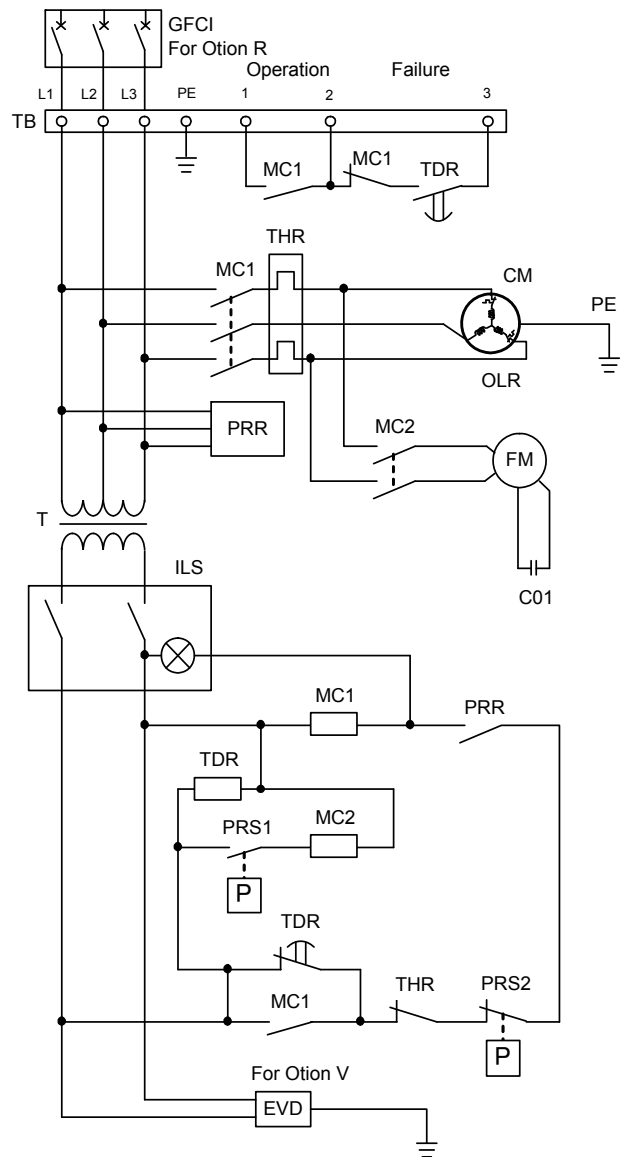 GFCI
For Otion R
Operation Failure
L1 L2 L3 PE 1 2 3
TB
MC1 MC1 TDR
THR
MC1 CM
PE
OLR
PRR MC2
FM
T
ILS
C01
MC1 PRR
TDR
PRS1 MC2
P
TDR
MC1 THR PRS2
P
For Otion V
EVD